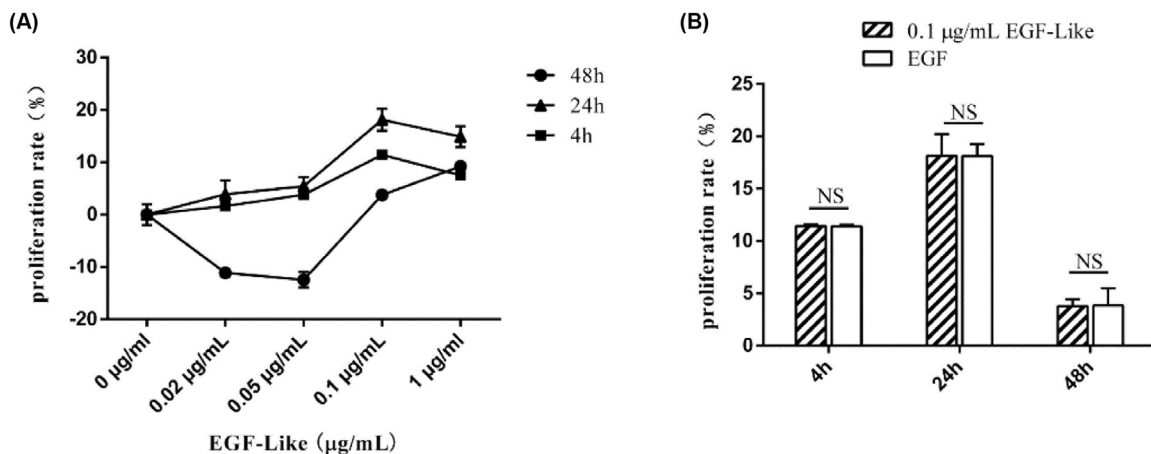 (A)
proliferation rate（%）
30
20
10
0
-10
-20
0 µg/ml
0.02 µg/mL
0.05 µg/mL
0.1 µg/mL
1 µg/ml
EGF-Like（µg/mL）
48h
24h
4h
(B)
0.1 µg/mL EGF-Like
EGF
proliferation rate（%）
25
20
15
10
5
0
NS
NS
NS
4h
24h
48h